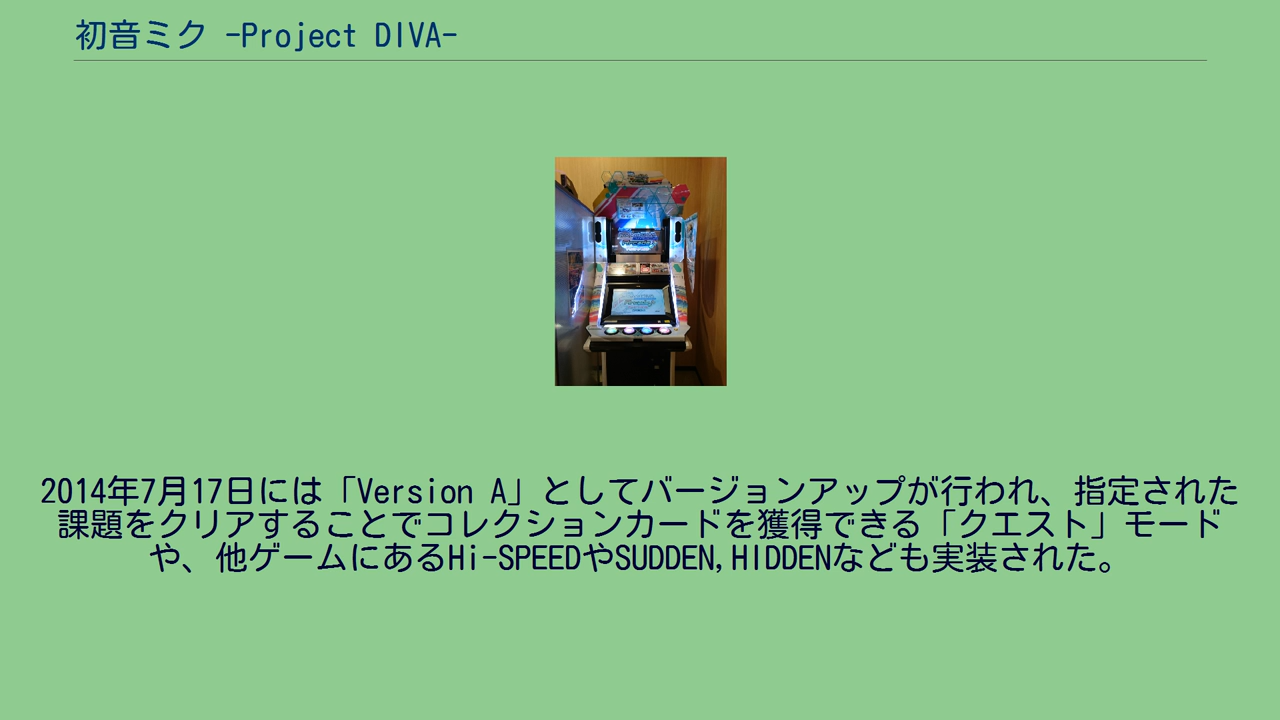 初音ミク -Project DIVA-
2014年7月17日には「Version A」としてバージョンアップが行われ、指定された
課題をクリアすることでコレクションカードを獲得できる「クエスト」モード
や、他ゲームにあるHi-SPEEDやSUDDEN,HIDDENなども実装された。